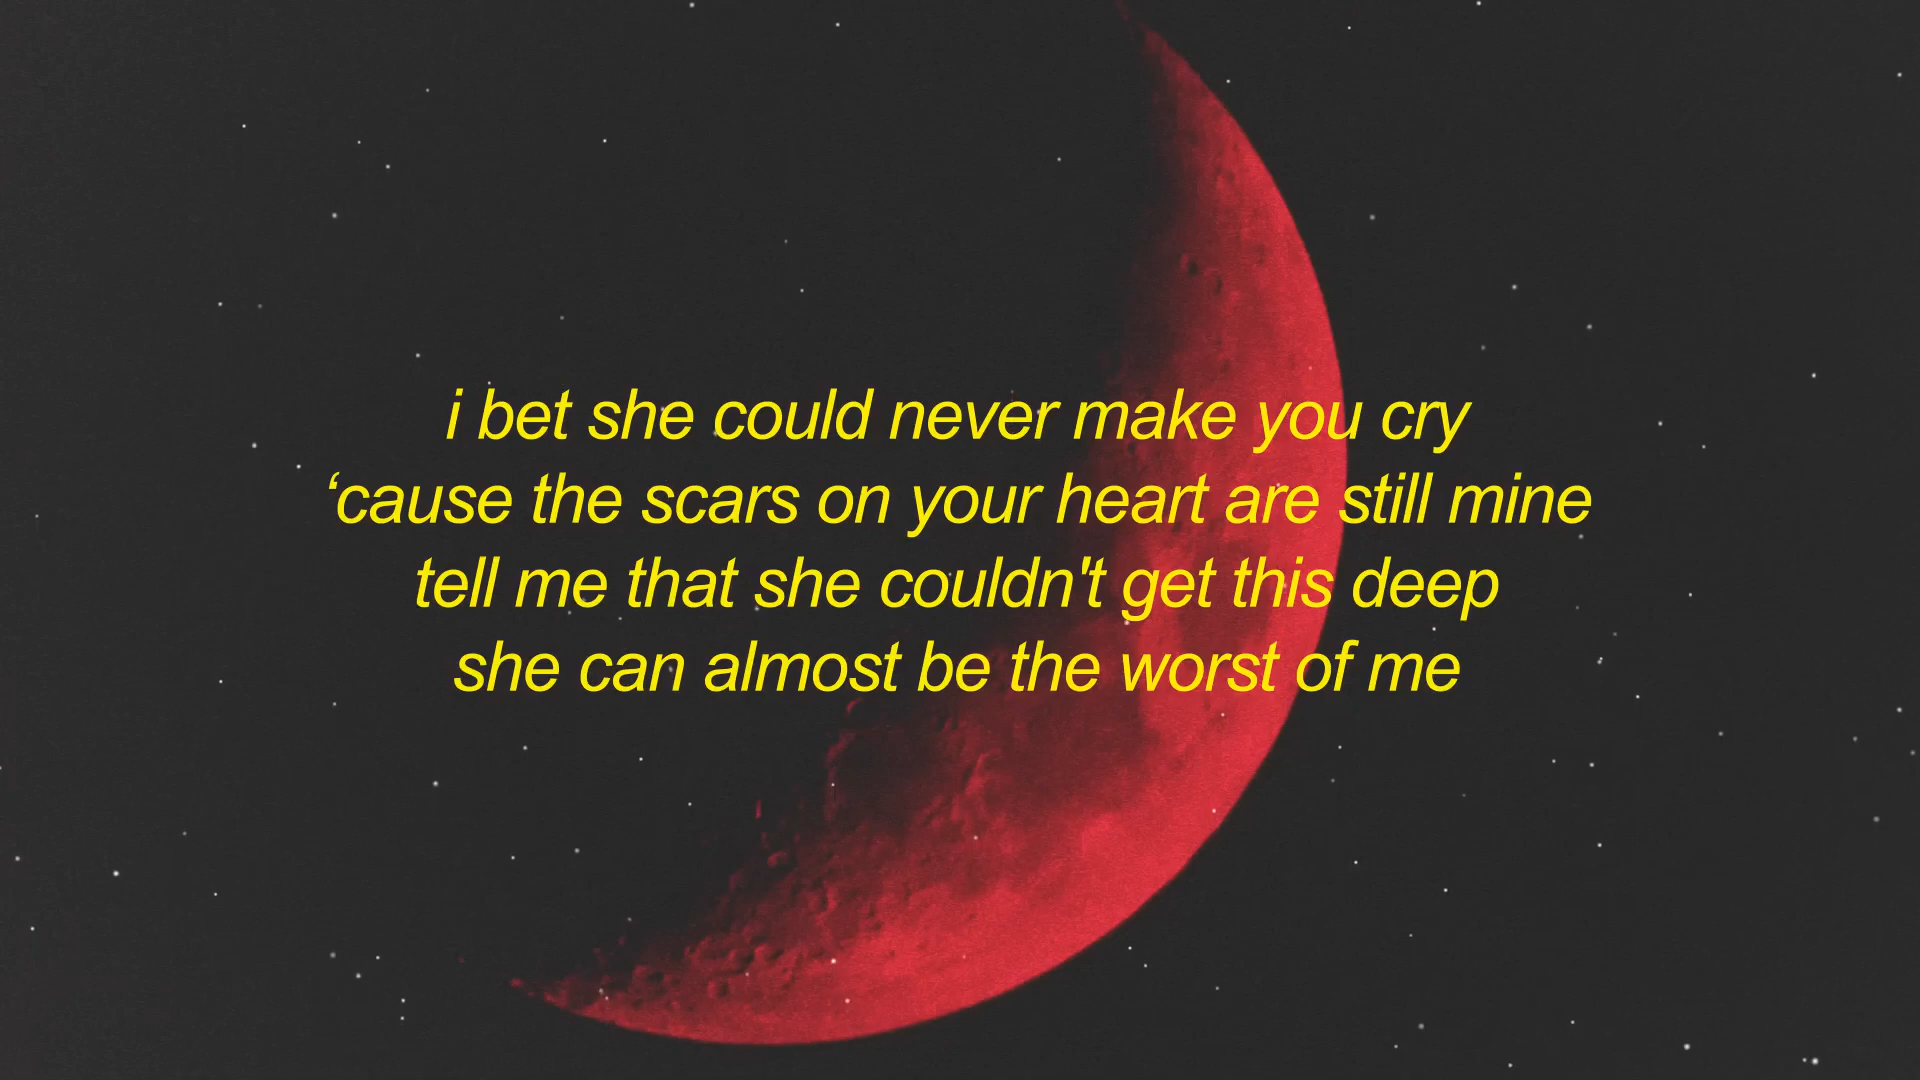 i bet she could never make you cry
‘cause the scars on your heart are still mine
tell me that she couldn't get this deep
she can almost be the worst of me